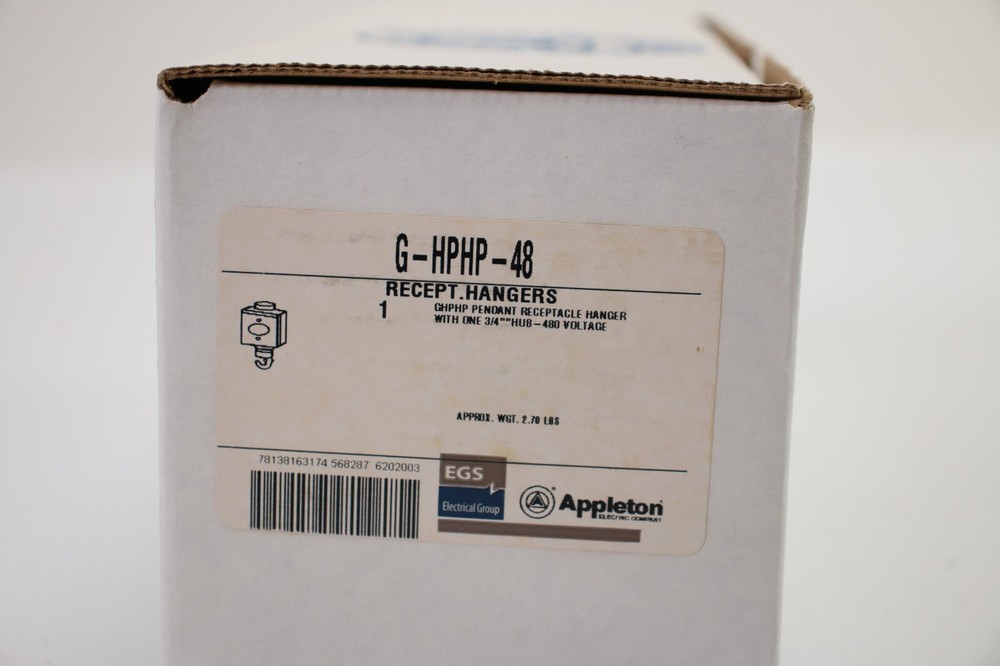 G-HPHP-48
RECEPT.HANGERS
1
GHPHP PENDANT RECEPTACLE HANGER
WITH ONE 3/4""HUB-480 VOLTAGE
APPROX. WGT. 2.70 LBS
78138163174 568287 6202003
EGS
Electrical Group
Appleton
ELECTRIC COMPANY